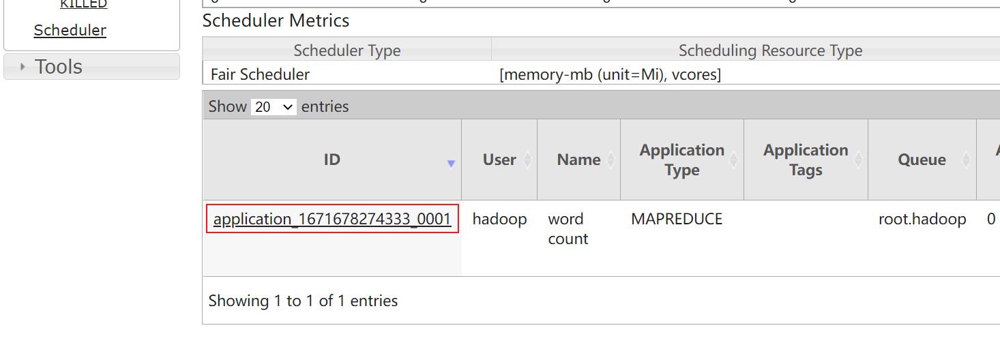 KILLED
Scheduler
Tools
Scheduler Metrics
Scheduler Type Scheduling Resource Type
Fair Scheduler [memory-mb (unit=Mi), vcores]
Show 20 entries
ID User Name Application Type Application Tags Queue
application_1671678274333_0001 hadoop word count MAPREDUCE root.hadoop 0
Showing 1 to 1 of 1 entries